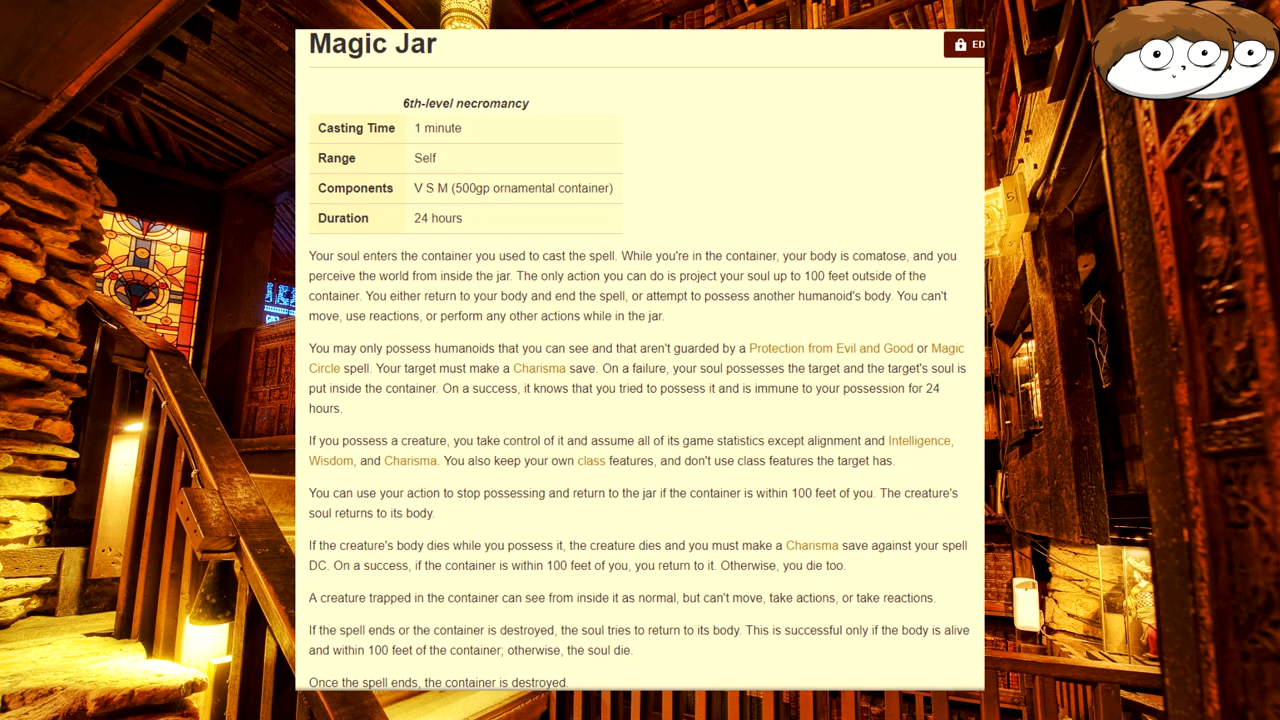 Magic Jar
ED
6th-level necromancy
Casting Time 1 minute
Range Self
Components V S M (500gp ornamental container)
Duration 24 hours
Your soul enters the container you used to cast the spell. While you're in the container, your body is comatose, and you
perceive the world from inside the jar. The only action you can do is project your soul up to 100 feet outside of the
container. You either return to your body and end the spell, or attempt to possess another humanoid's body. You can't
move, use reactions, or perform any other actions while in the jar.
You may only possess humanoids that you can see and that aren't guarded by a Protection from Evil and Good or Magic
Circle spell. Your target must make a Charisma save. On a failure, your soul possesses the target and the target's soul is
put inside the container. On a success, it knows that you tried to possess it and is immune to your possession for 24
hours.
If you possess a creature, you take control of it and assume all of its game statistics except alignment and Intelligence,
Wisdom, and Charisma. You also keep your own class features, and don't use class features the target has.
You can use your action to stop possessing and return to the jar if the container is within 100 feet of you. The creature's
soul returns to its body.
If the creature's body dies while you possess it, the creature dies and you must make a Charisma save against your spell
DC. On a success, if the container is within 100 feet of you, you return to it. Otherwise, you die too.
A creature trapped in the container can see from inside it as normal, but can't move, take actions, or take reactions.
If the spell ends or the container is destroyed, the soul tries to return to its body. This is successful only if the body is alive
and within 100 feet of the container; otherwise, the soul die.
Once the spell ends, the container is destroyed.